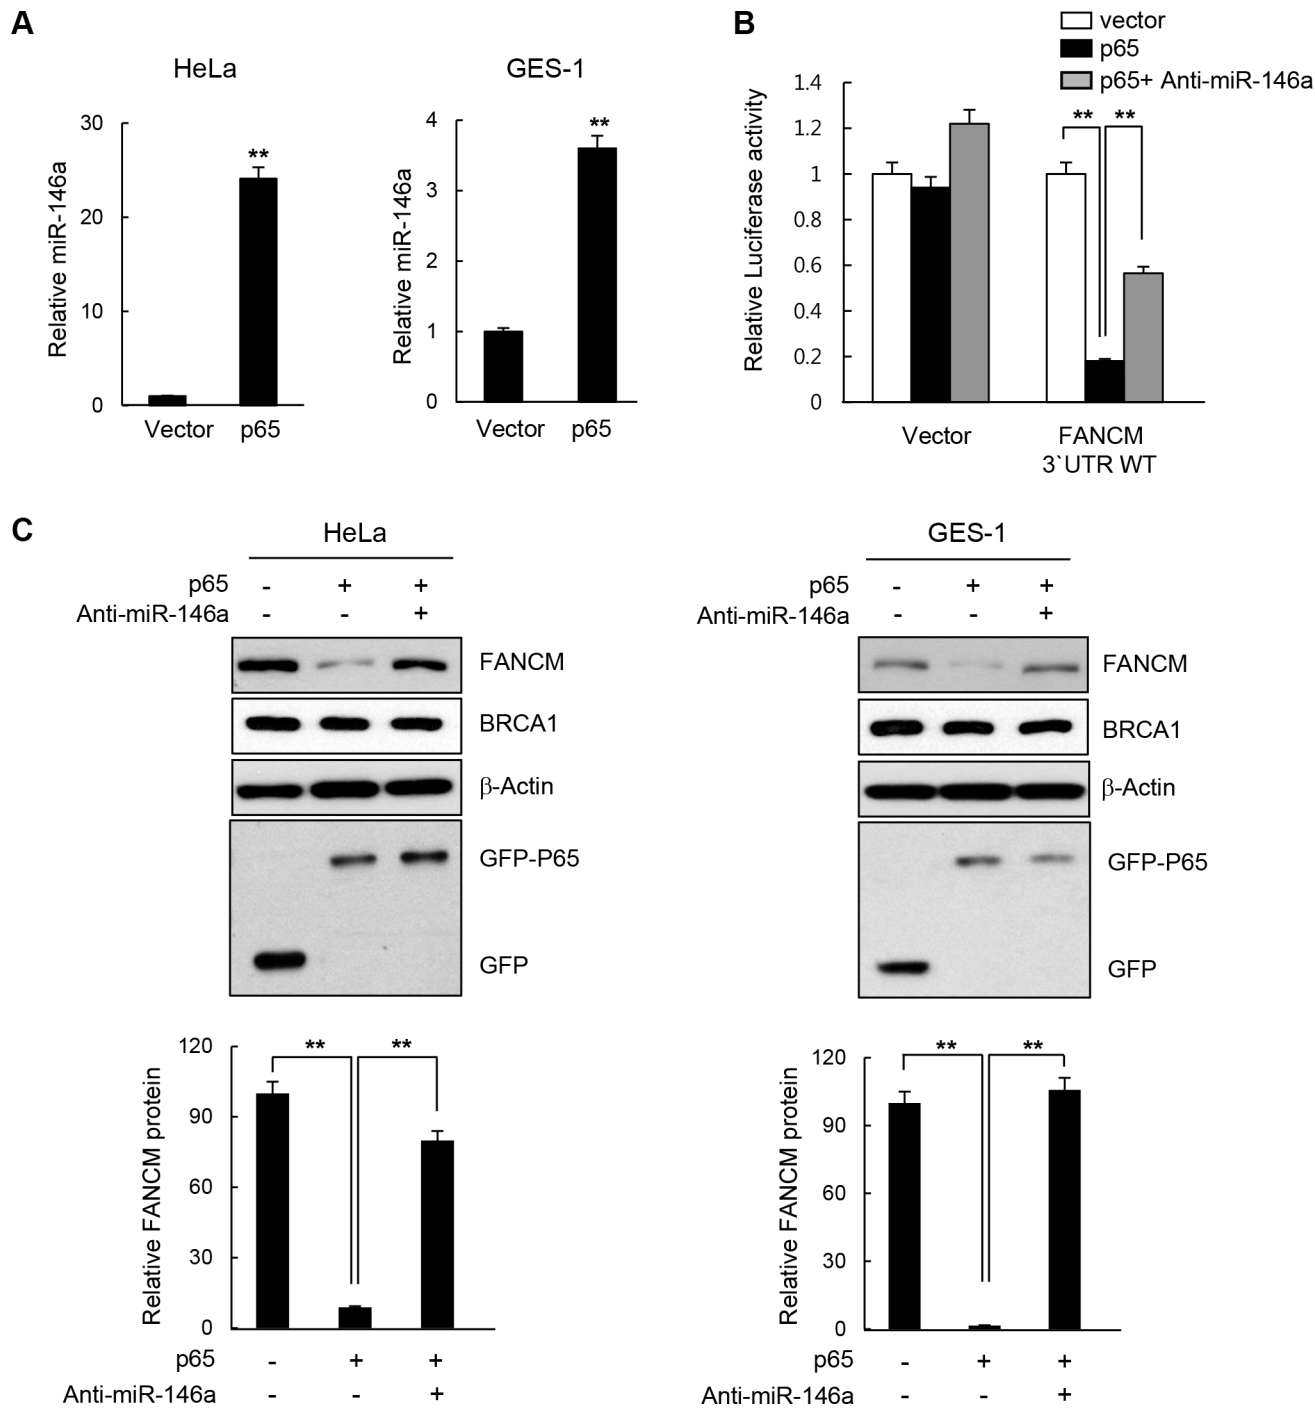 A
HeLa
GES-1
Relative miR-146a
30
20
10
0
**
Vector p65
Relative miR-146a
4
3
2
1
0
**
Vector p65
B
vector
p65
p65+ Anti-miR-146a
Relative Luciferase activity
1.4
1.2
1
0.8
0.6
0.4
0.2
0
** **
Vector
FANCM
3`UTR WT
C
HeLa
p65 - + +
Anti-miR-146a - - +
FANCM
BRCA1
β-Actin
GFP-P65
GFP
GES-1
p65 - + +
Anti-miR-146a - - +
FANCM
BRCA1
β-Actin
GFP-P65
GFP
Relative FANCM protein
120
90
60
30
0
** **
p65 - + +
Anti-miR-146a - - +
Relative FANCM protein
120
90
60
30
0
** **
p65 - + +
Anti-miR-146a - - +